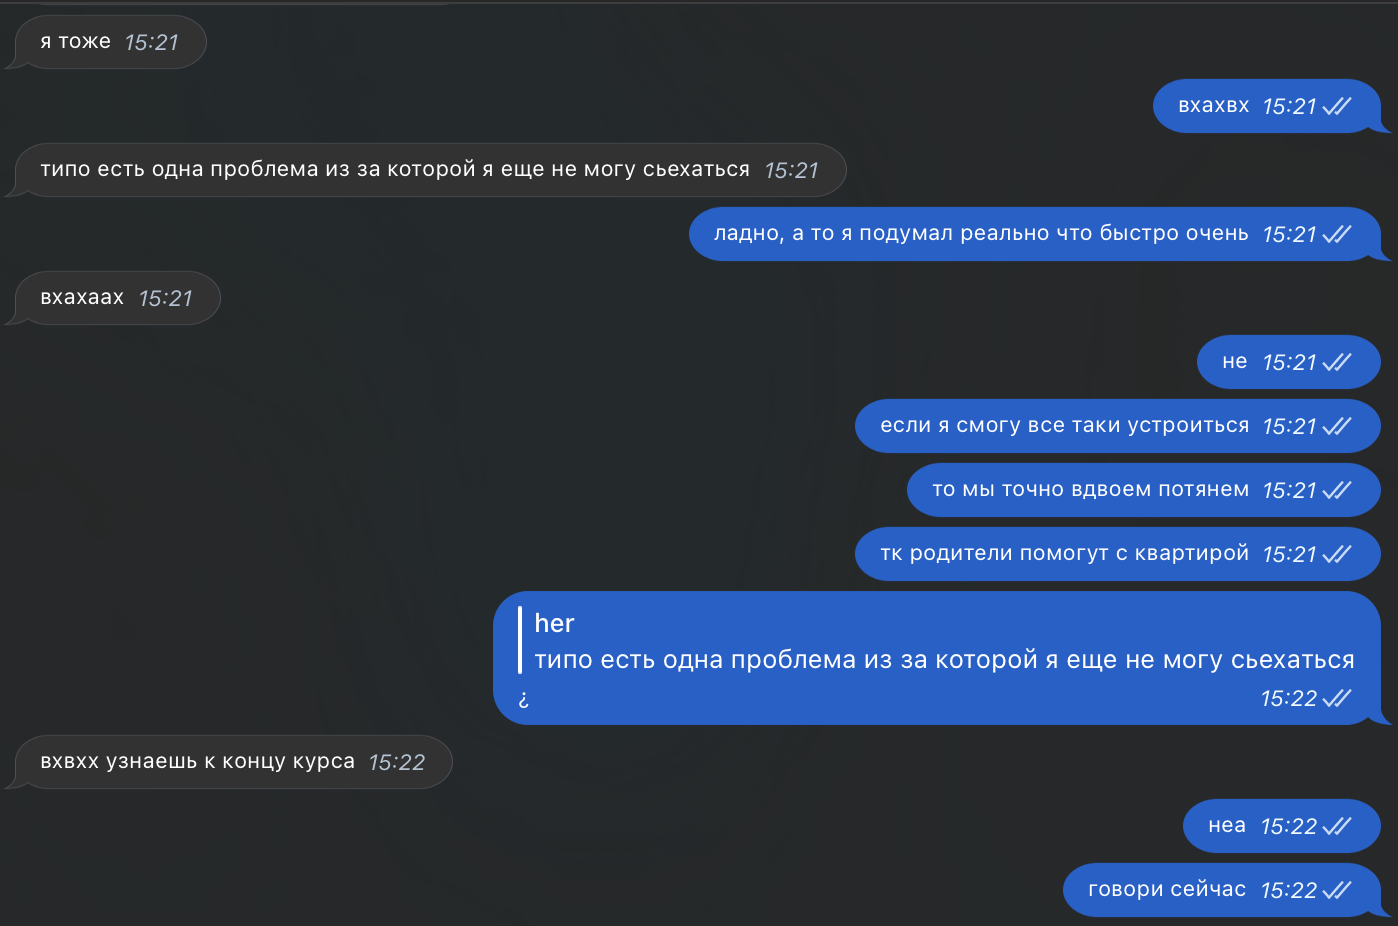 я тоже 15:21
вхахвх 15:21
типо есть одна проблема из за которой я еще не могу сьехаться 15:21
ладно, а то я подумал реально что быстро очень 15:21
вхахаах 15:21
не 15:21
если я смогу все таки устроиться 15:21
то мы точно вдвоем потянем 15:21
тк родители помогут с квартирой 15:21
her
типо есть одна проблема из за которой я еще не могу сьехаться
¿ 15:22
вхвхх узнаешь к концу курса 15:22
неа 15:22
говори сейчас 15:22